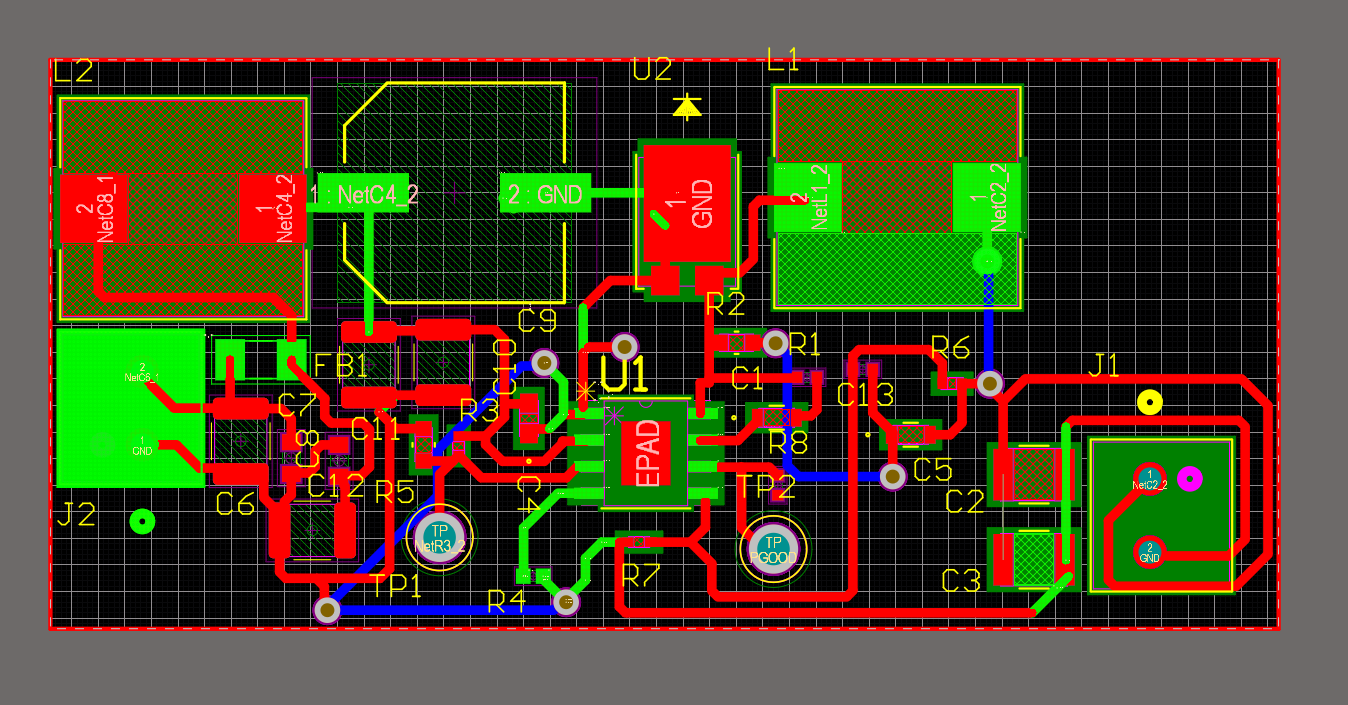 L2
U2
L1
2
NetC8_1
1
NetC4_2
1 : NetC4_2
2 : GND
1
GND
2
NetL1_2
1
NetC2_2
R2
C9
R1
FB1
C10
U1
C1
C13
R6
J1
2
1
GND
C7
C8
C11
R3
EPAD
R8
C5
C6
C12
R5
C4
TP2
C2
1
NetC2_2
J2
TP
NetR3_2
TP
PGOOD
2
GND
TP1
R4
R7
C3